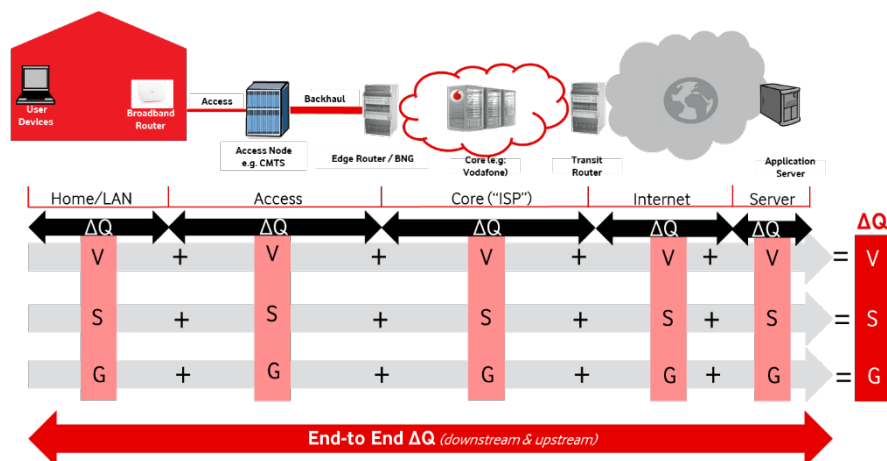 User
Devices
Broadband
Router
Access
Access Node
e.g. CMTS
Backhaul
Edge Router / BNG
Core (e.g:
Vodafone)
Transit
Router
Application
Server
Home/LAN Access Core ("ISP") Internet Server
ΔQ ΔQ ΔQ ΔQ ΔQ ΔQ
V + V + V + V + V = V
S + S + S + S + S = S
G + G + G + G + G = G
End-to End ΔQ (downstream & upstream)